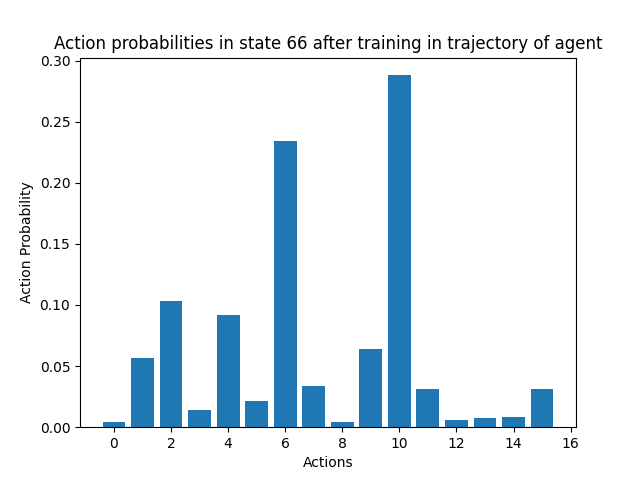 Action probabilities in state 66 after training in trajectory of agent
0.30
0.25
0.20
0.15
0.10
0.05
0.00
Action Probability
0 2 4 6 8 10 12 14 16
Actions